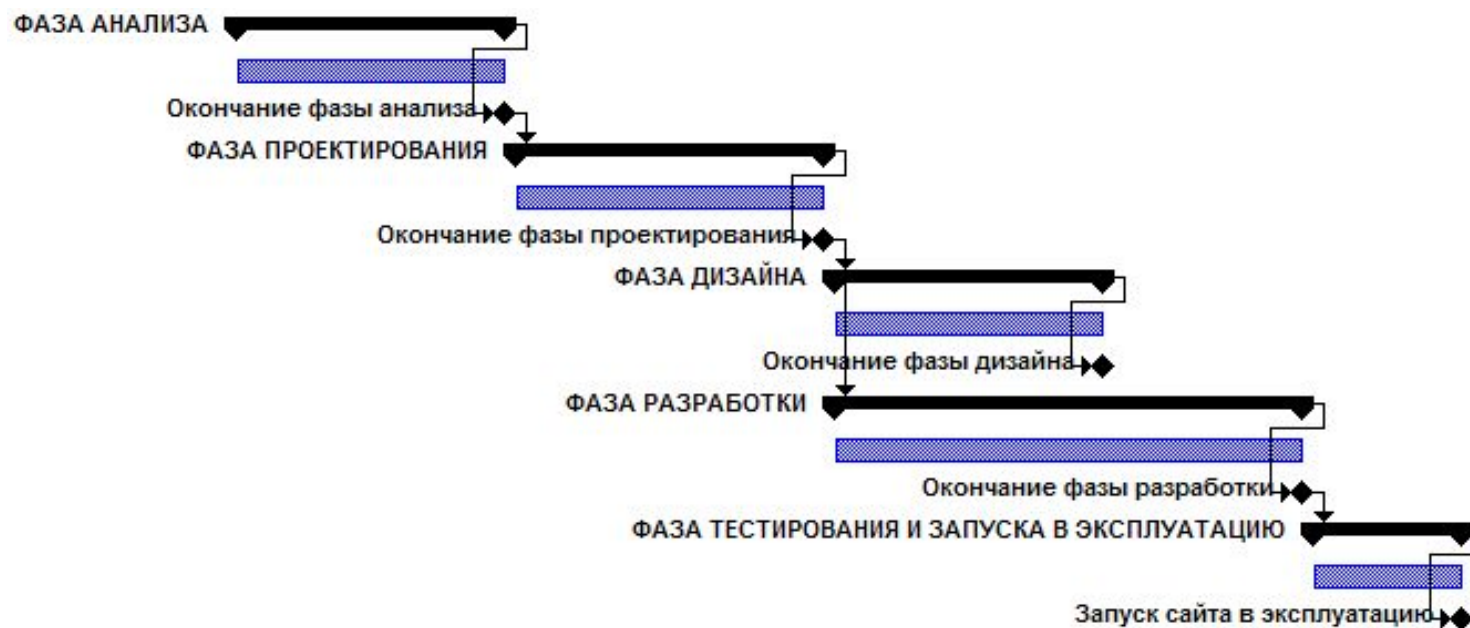 ФАЗА АНАЛИЗА
Окончание фазы анализа
ФАЗА ПРОЕКТИРОВАНИЯ
Окончание фазы проектирования
ФАЗА ДИЗАЙНА
Окончание фазы дизайна
ФАЗА РАЗРАБОТКИ
Окончание фазы разработки
ФАЗА ТЕСТИРОВАНИЯ И ЗАПУСКА В ЭКСПЛУАТАЦИЮ
Запуск сайта в эксплуатацию